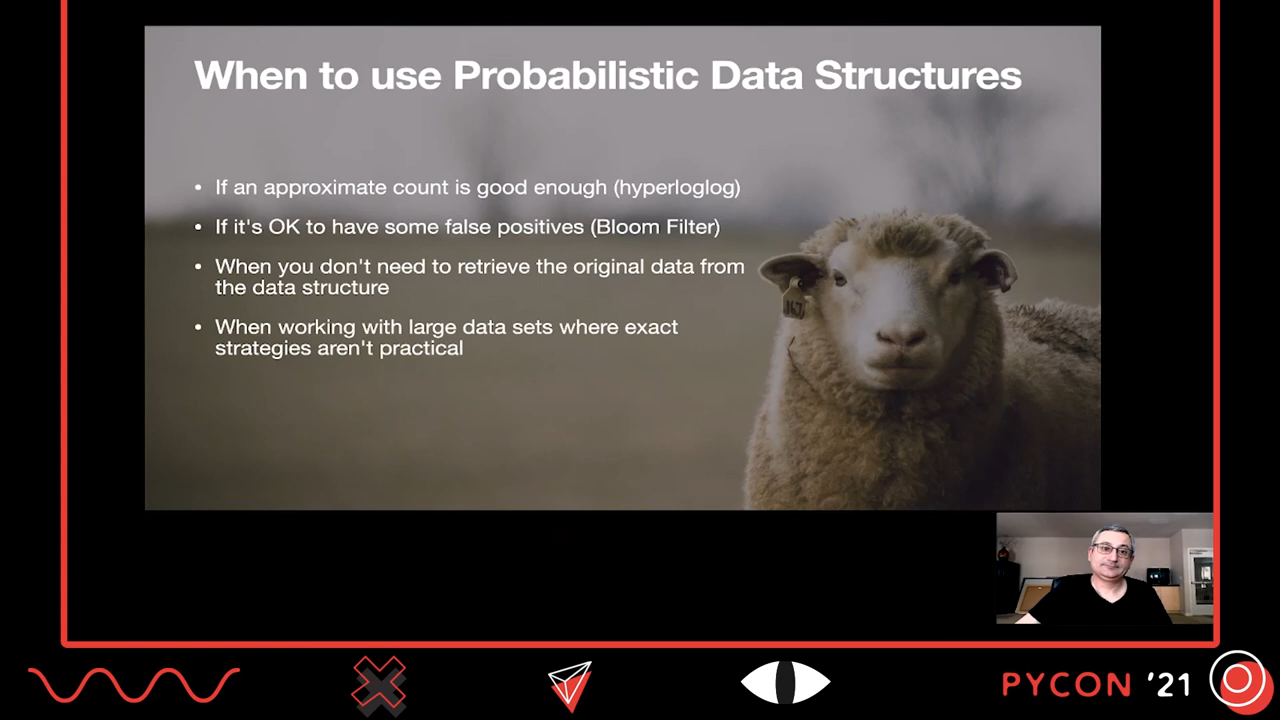 When to use Probabilistic Data Structures
• If an approximate count is good enough (hyperloglog)
• If it's OK to have some false positives (Bloom Filter)
• When you don't need to retrieve the original data from
the data structure
• When working with large data sets where exact
strategies aren't practical
PYCON '21